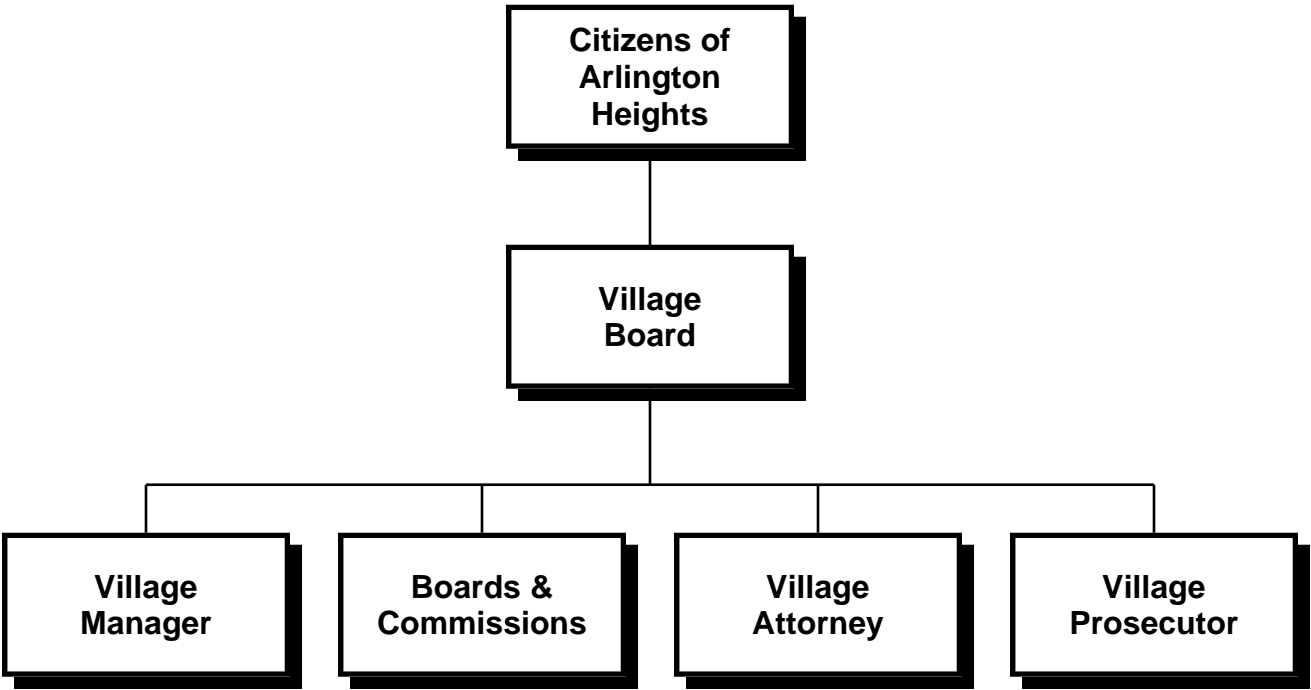 Citizens of
Arlington
Heights
Village
Board
Village
Manager
Boards &
Commissions
Village
Attorney
Village
Prosecutor